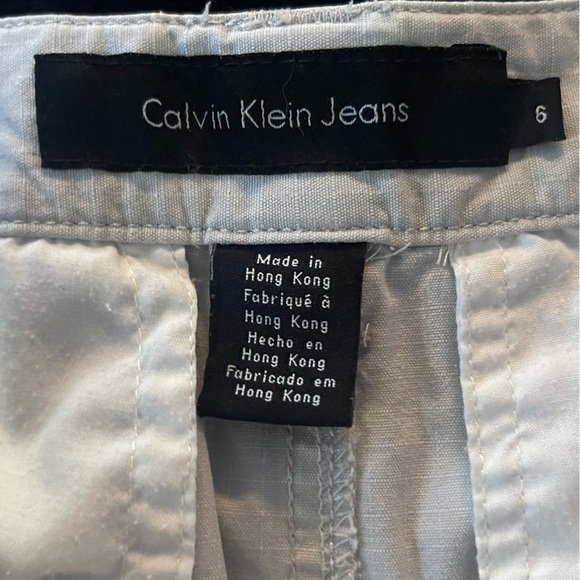 Calvin Klein Jeans
6
Made in
Hong Kong
Fabriqué à
Hong Kong
Hecho en
Hong Kong
Fabricado em
Hong Kong